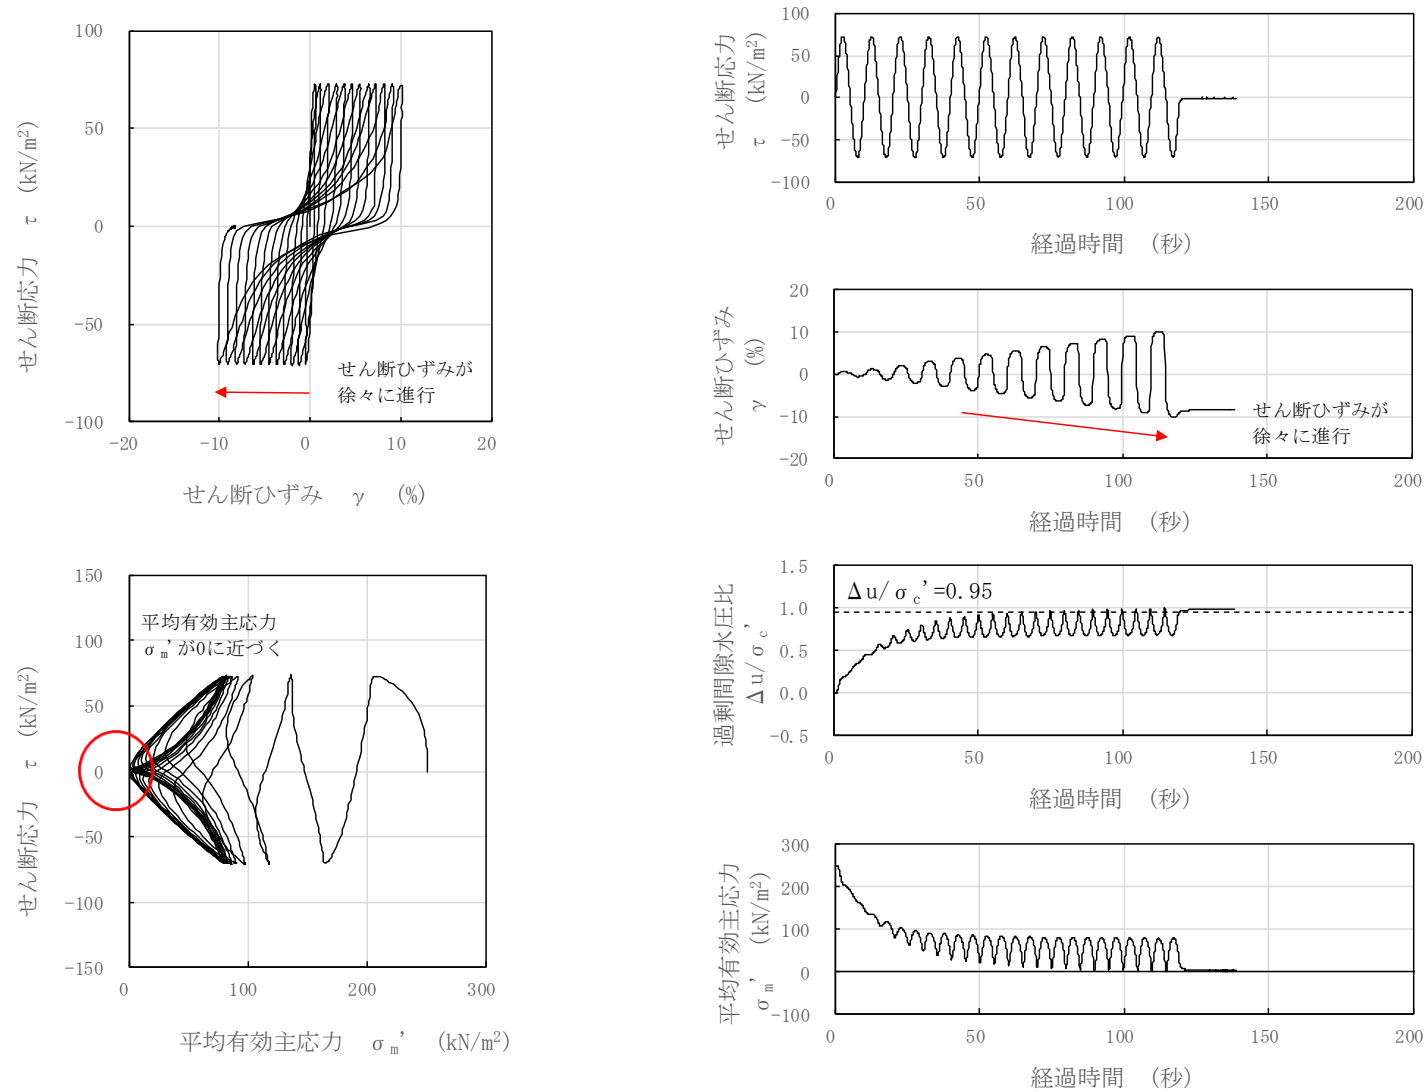 100
50
0
-50
-100
せん断応力 τ (kN/m²)
-20
-10
0
10
20
せん断ひずみ γ (%)
せん断ひずみが
徐々に進行
100
50
0
-50
-100
せん断応力
τ (kN/m²)
0
50
100
150
200
経過時間 (秒)
20
10
0
-10
-20
せん断ひずみ
γ (%)
せん断ひずみが
徐々に進行
0
50
100
150
200
経過時間 (秒)
150
100
50
0
-50
-100
-150
せん断応力 τ (kN/m²)
平均有効主応力
σm'が0に近づく
0
100
200
300
平均有効主応力 σm' (kN/m²)
1.5
1.0
0.5
0.0
-0.5
過剰間隙水圧比
Δu/σc'
Δu/σc'=0.95
0
50
100
150
200
経過時間 (秒)
300
200
100
0
-100
平均有効主応力
σm' (kN/m²)
0
50
100
150
200
経過時間 (秒)